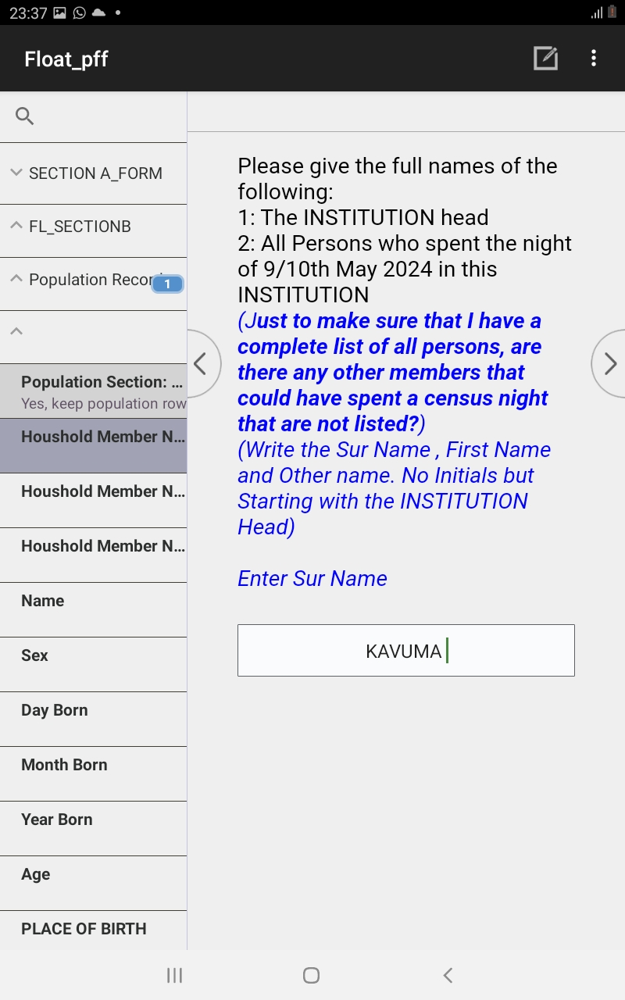 23:37
Float_pff
SECTION A_FORM
FL_SECTIONB
Population Recor
1
Population Section: ...
Yes, keep population row
Houshold Member N...
Houshold Member N...
Houshold Member N...
Name
Sex
Day Born
Month Born
Year Born
Age
PLACE OF BIRTH
Please give the full names of the
following:
1: The INSTITUTION head
2: All Persons who spent the night
of 9/10th May 2024 in this
INSTITUTION
(Just to make sure that I have a
complete list of all persons, are
there any other members that
could have spent a census night
that are not listed?)
(Write the Sur Name , First Name
and Other name. No Initials but
Starting with the INSTITUTION
Head)
Enter Sur Name
KAVUMA